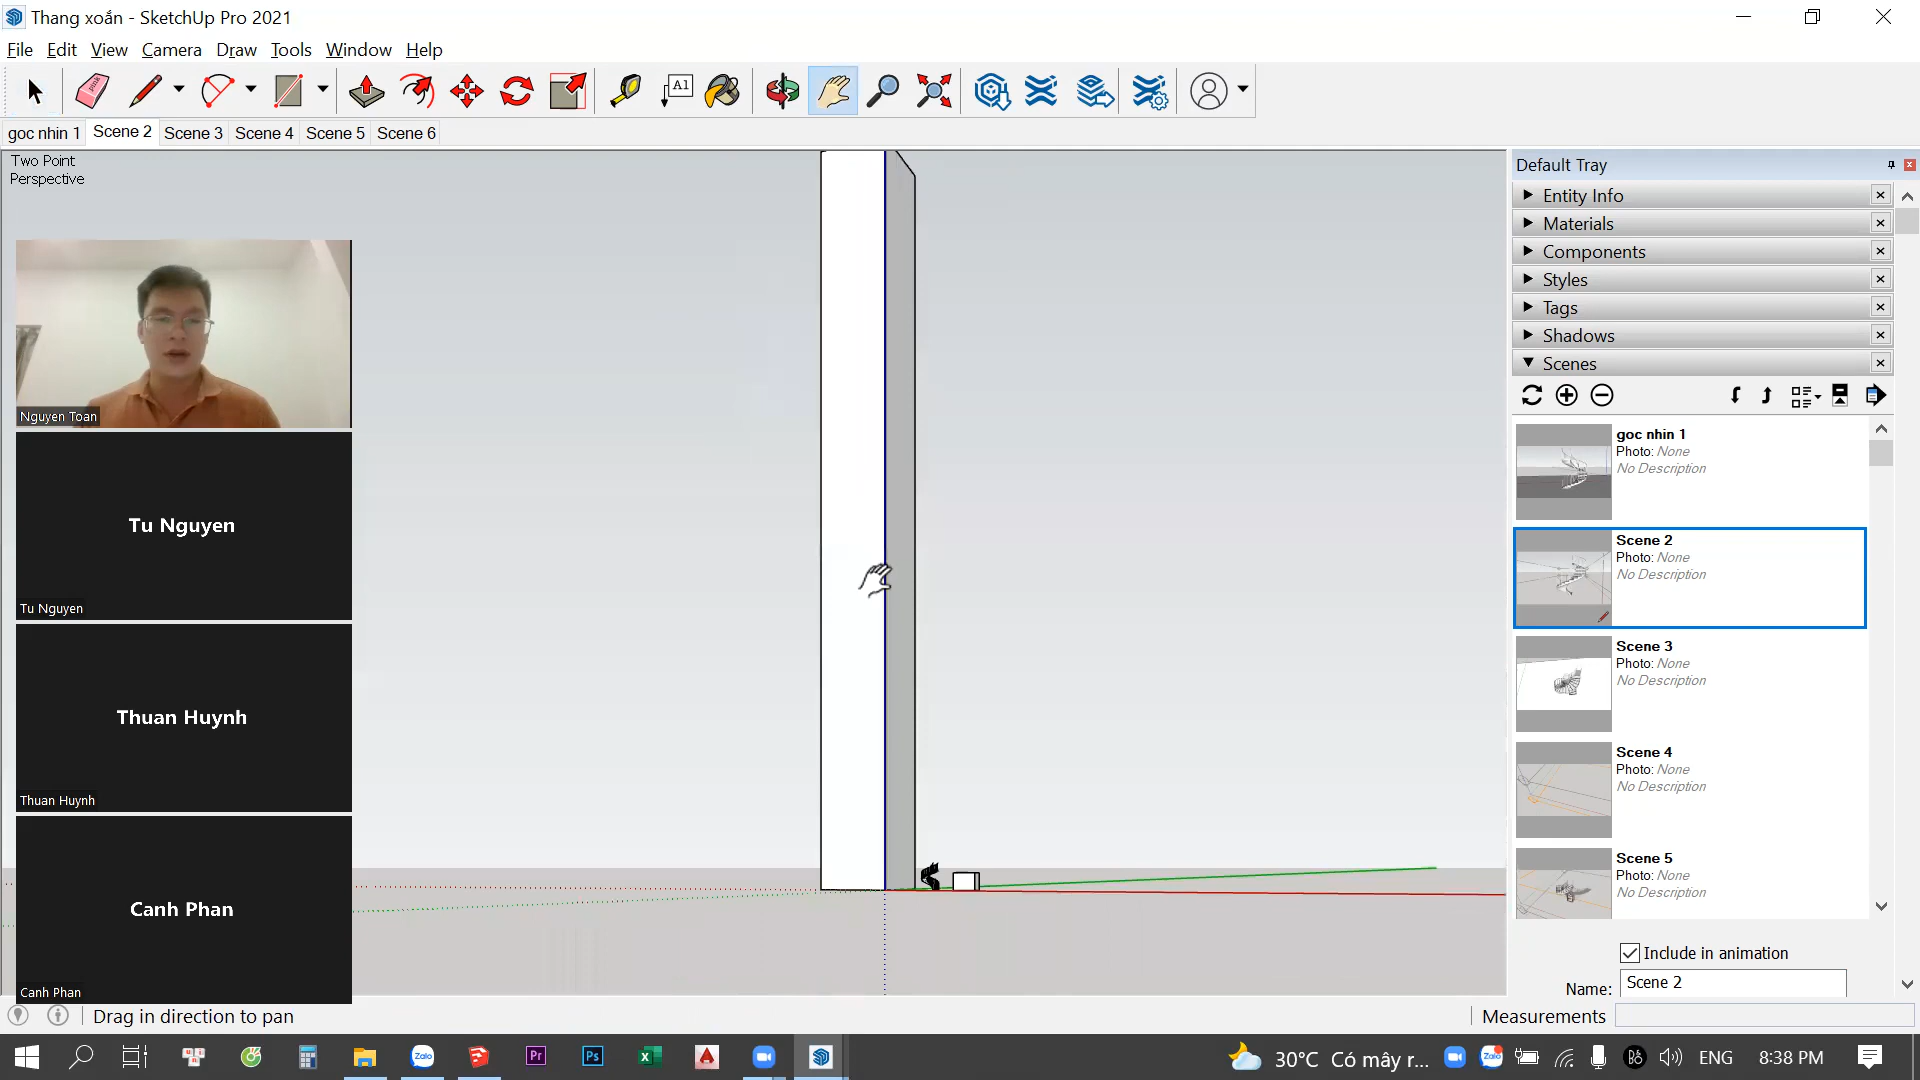 Thang xoắn - SketchUp Pro 2021
File Edit View Camera Draw Tools Window Help
A1
goc nhin 1 Scene 2 Scene 3 Scene 4 Scene 5 Scene 6
Two Point
Perspective
Nguyen Toan
Tu Nguyen
Tu Nguyen
Thuan Huynh
Thuan Huynh
Canh Phan
Canh Phan
Default Tray
Entity Info
Materials
Components
Styles
Tags
Shadows
Scenes
goc nhin 1
Photo: None
No Description
Scene 2
Photo: None
No Description
Scene 3
Photo: None
No Description
Scene 4
Photo: None
No Description
Scene 5
Photo: None
No Description
Include in animation
Name: Scene 2
Drag in direction to pan
Measurements
Zalo Pr Ps
30°C Có mây r... Zalo ENG 8:38 PM